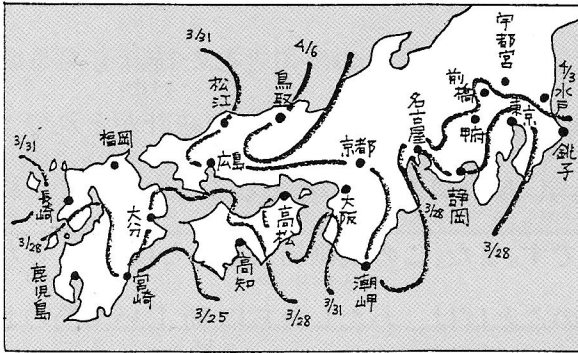 3/31
4/6
宇都宮
4/3
水戸
前橋
東京
甲府
銚子
松江
鳥取
名古屋
3/31
福岡
広島
京都
静岡
3/28
3/28
長崎
3/28
大分
高松
大阪
鹿児島
宮崎
高知
潮岬
3/25
3/28
3/31